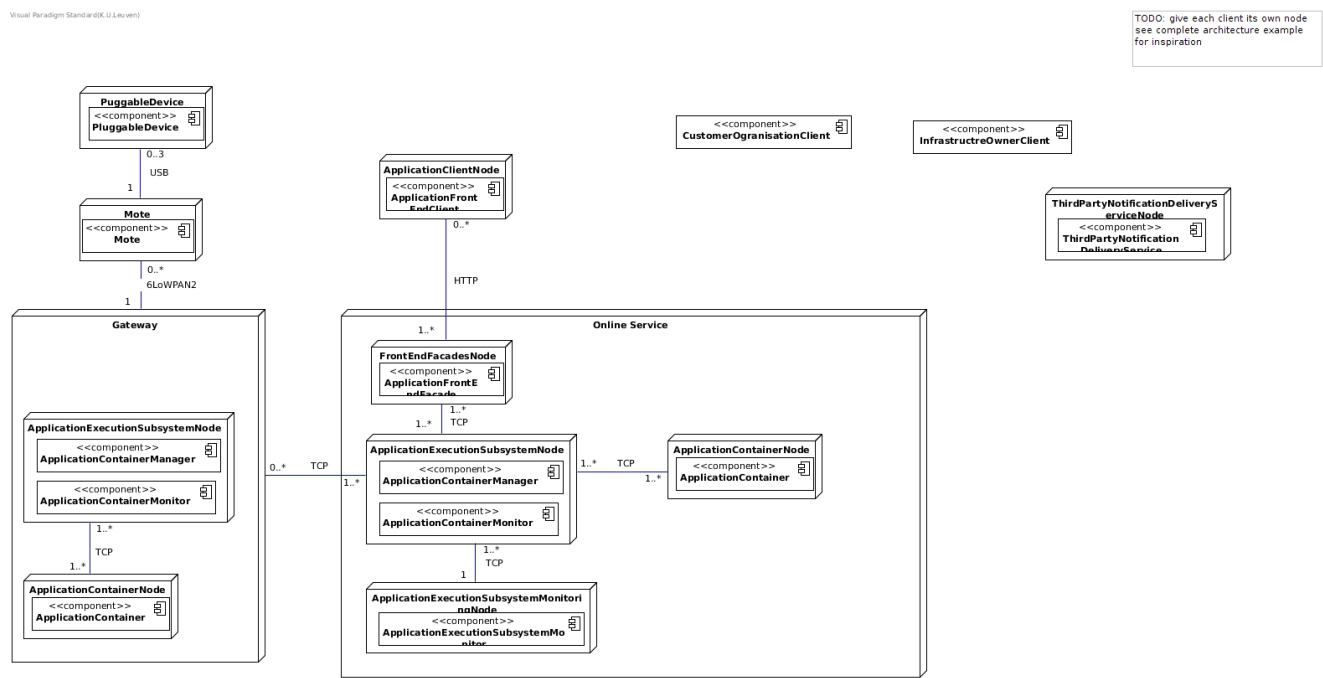 Visual Paradigm Standard(K.U.Leuven)
TODO: give each client its own node
see complete architecture example
for inspiration
PuggableDevice
<<component>>
PluggableDevice
0..3
USB
1
Mote
<<component>>
Mote
0..*
6LoWPAN2
1
ApplicationClientNode
<<component>>
ApplicationFront
EndClient
0..*
HTTP
1..*
<<component>>
CustomerOgranisationClient
<<component>>
InfrastructreOwnerClient
ThirdPartyNotificationDeliveryS
erviceNode
<<component>>
ThirdPartyNotification
DeliveryService
Gateway
ApplicationExecutionSubsystemNode
<<component>>
ApplicationContainerManager
<<component>>
ApplicationContainerMonitor
1..*
TCP
1..*
ApplicationContainerNode
<<component>>
ApplicationContainer
0..*
TCP
1..*
Online Service
FrontEndFacadesNode
<<component>>
ApplicationFrontE
ndFacade
1..*
TCP
1..*
ApplicationExecutionSubsystemNode
<<component>>
ApplicationContainerManager
<<component>>
ApplicationContainerMonitor
1..*
TCP
1..*
ApplicationContainerNode
<<component>>
ApplicationContainer
1..*
TCP
1
ApplicationExecutionSubsystemMonitori
ngNode
<<component>>
ApplicationExecutionSubsystemMo
nitor